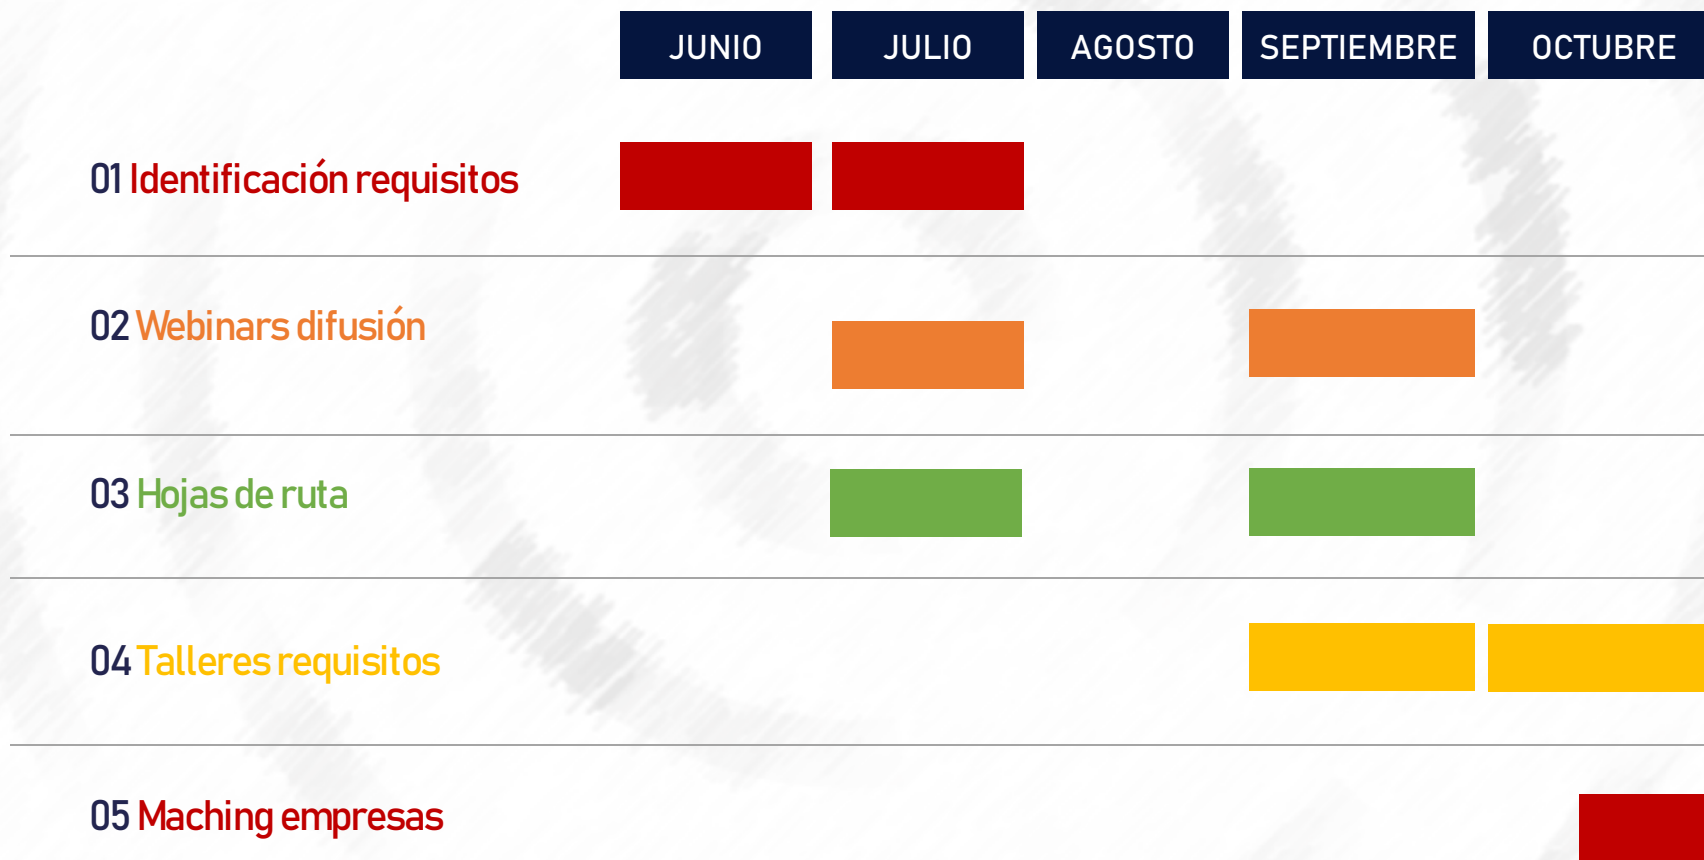 JUNIO JULIO AGOSTO SEPTIEMBRE OCTUBRE
01 Identificación requisitos
02 Webinars difusión
03 Hojas de ruta
04 Talleres requisitos
05 Maching empresas